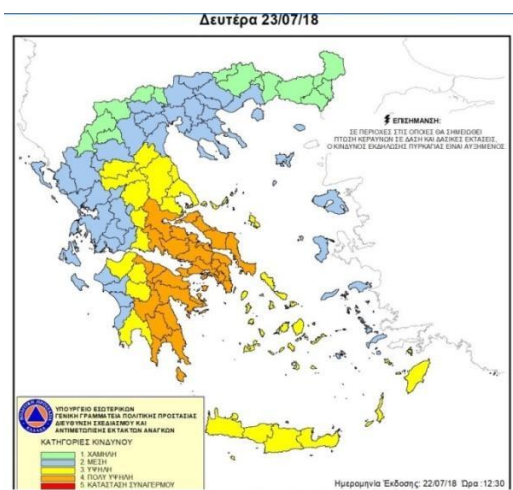 Δευτέρα 23/07/18
ΕΠΙΣΗΜΑΝΣΗ:
ΣΕ ΠΕΡΙΟΧΕΣ ΣΤΙΣ ΟΠΟΙΕΣ ΘΑ ΣΗΜΕΙΩΘΕΙ
ΠΤΩΣΗ ΚΕΡΑΥΝΩΝ ΣΕ ΔΑΣΗ ΚΑΙ ΔΑΣΙΚΕΣ ΕΚΤΑΣΕΙΣ,
Ο ΚΙΝΔΥΝΟΣ ΕΚΔΗΛΩΣΗΣ ΠΥΡΚΑΓΙΑΣ ΕΙΝΑΙ ΑΥΞΗΜΕΝΟΣ
ΥΠΟΥΡΓΕΙΟ ΕΣΩΤΕΡΙΚΩΝ
ΓΕΝΙΚΗ ΓΡΑΜΜΑΤΕΙΑ ΠΟΛΙΤΙΚΗΣ ΠΡΟΣΤΑΣΙΑΣ
ΔΙΕΥΘΥΝΣΗ ΣΧΕΔΙΑΣΜΟΥ ΚΑΙ
ΑΝΤΙΜΕΤΩΠΙΣΗΣ ΕΚΤΑΚΤΩΝ ΑΝΑΓΚΩΝ
ΚΑΤΗΓΟΡΙΕΣ ΚΙΝΔΥΝΟΥ
1. ΧΑΜΗΛΗ
2. ΜΕΣΗ
3. ΥΨΗΛΗ
4. ΠΟΛΥ ΥΨΗΛΗ
5. ΚΑΤΑΣΤΑΣΗ ΣΥΝΑΓΕΡΜΟΥ
Ημερομηνία Έκδοσης: 22/07/18 Ώρα :12:30